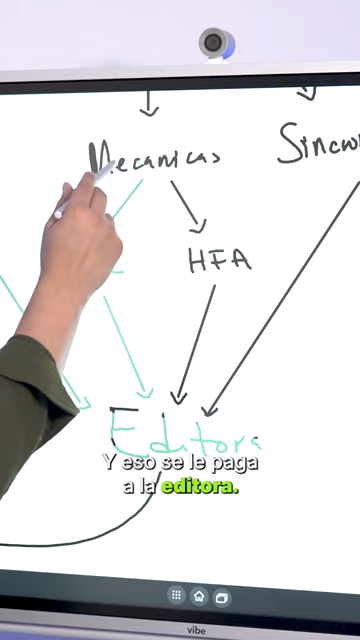 Mecanicas
Sincro
HFA
Editora
Y eso se le paga
a la editora.
vibe